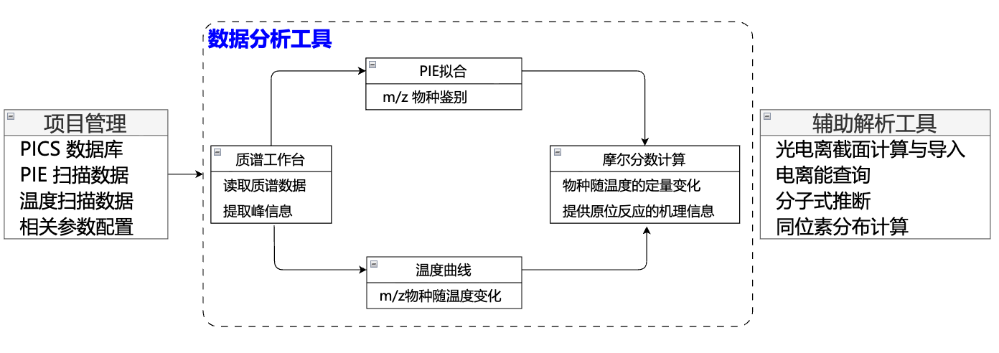 数据分析工具
项目管理
PICS 数据库
PIE 扫描数据
温度扫描数据
相关参数配置
质谱工作台
读取质谱数据
提取峰信息
PIE拟合
m/z 物种鉴别
温度曲线
m/z物种随温度变化
摩尔分数计算
物种随温度的定量变化
提供原位反应的机理信息
辅助解析工具
光电离截面计算与导入
电离能查询
分子式推断
同位素分布计算